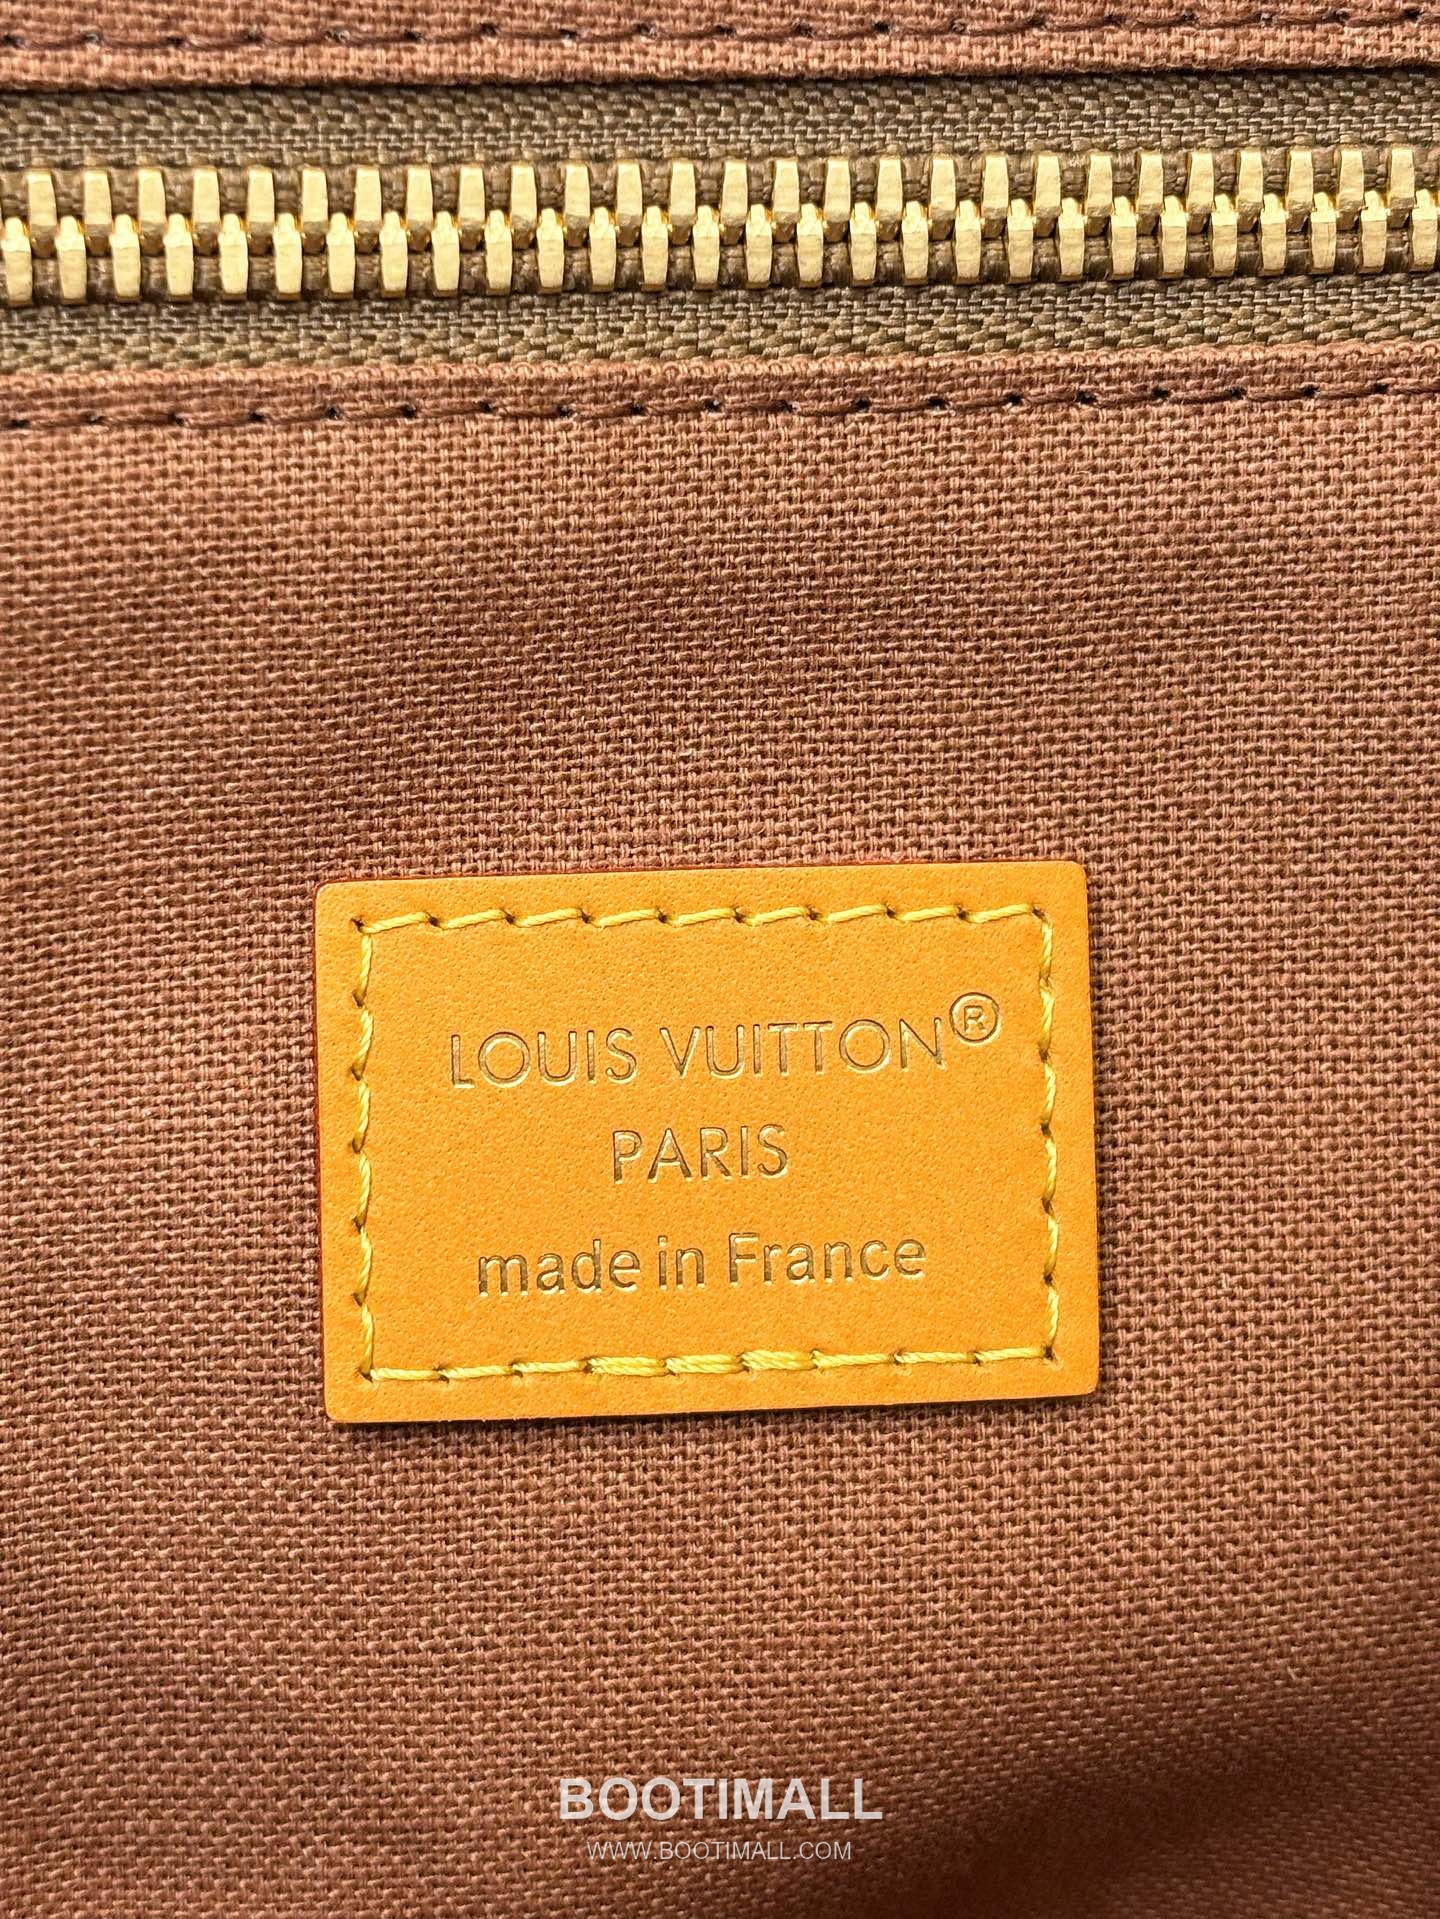 LOUIS VUITTON®
PARIS
made in France
BOOTIMALL
WWW.BOOTIMALL.COM